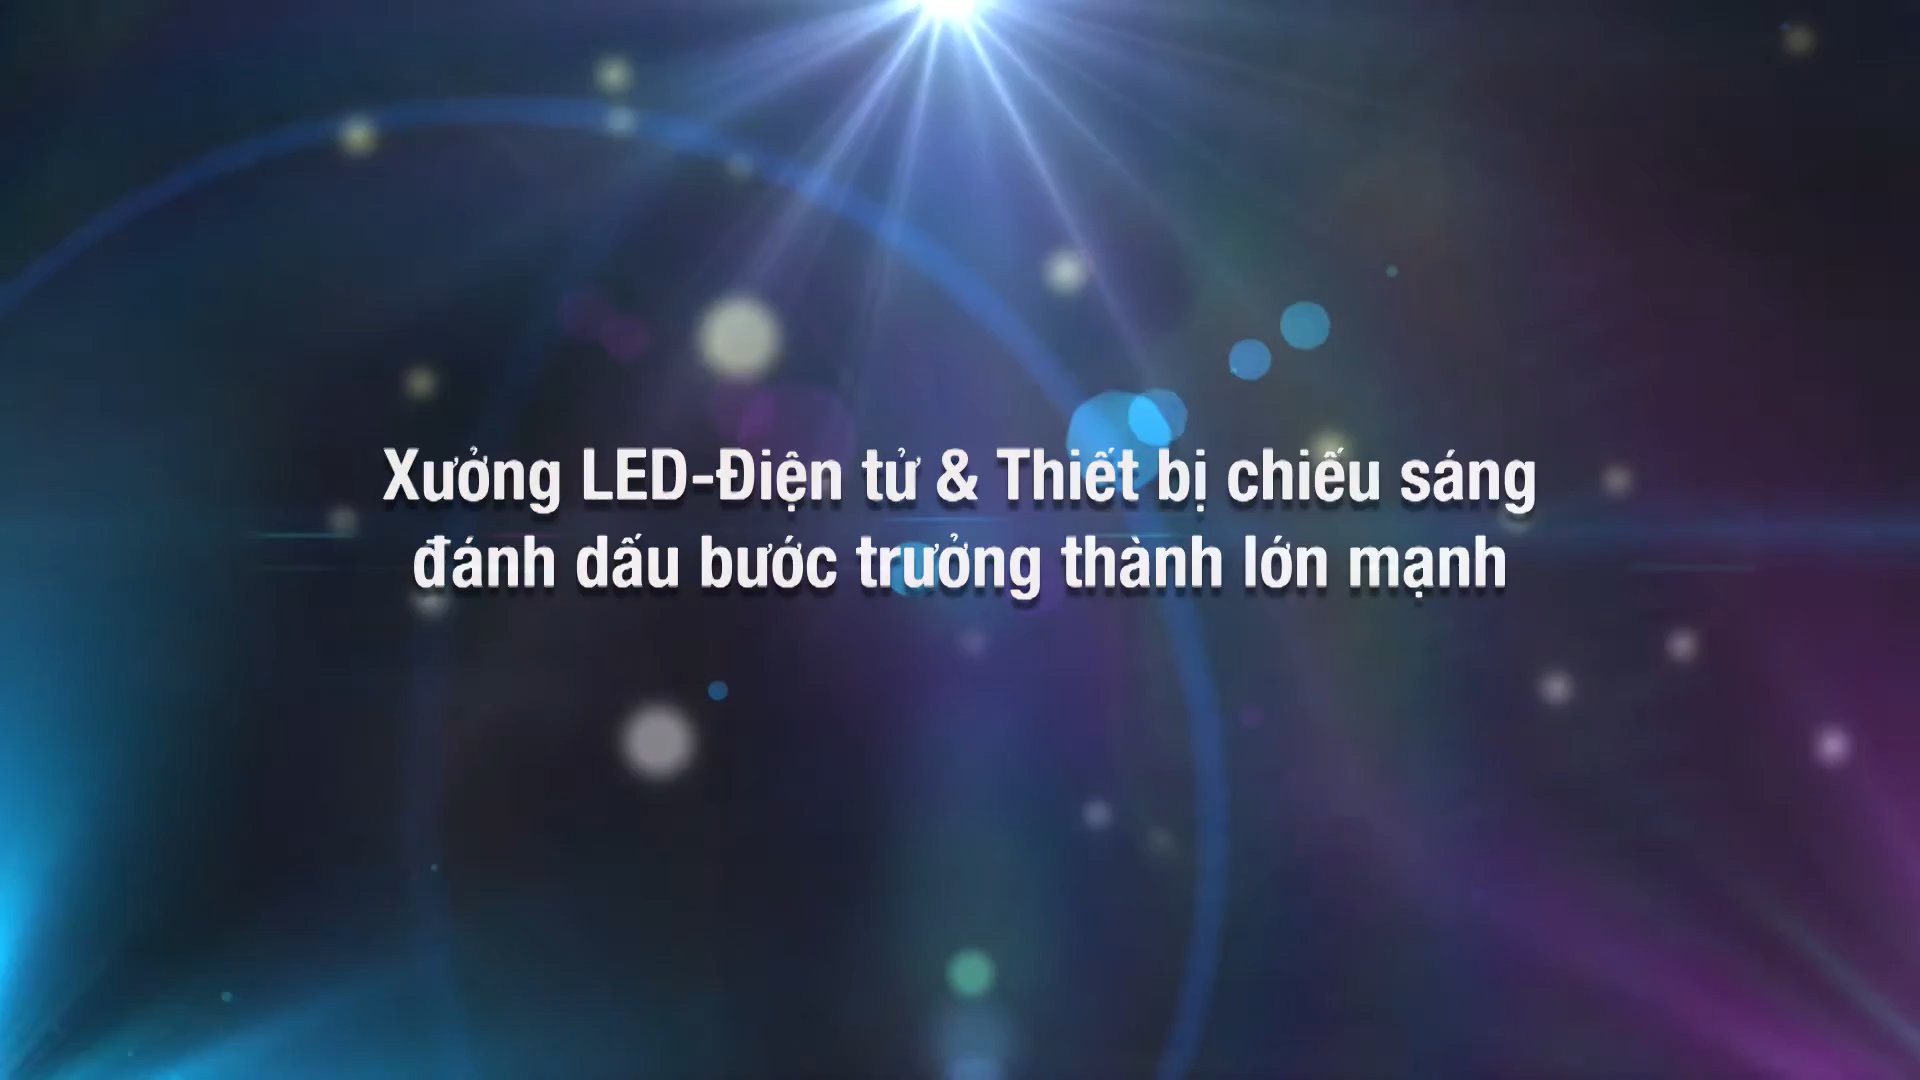 Xưởng LED-Điện tử & Thiết bị chiếu sáng
đánh dấu bước trưởng thành lớn mạnh